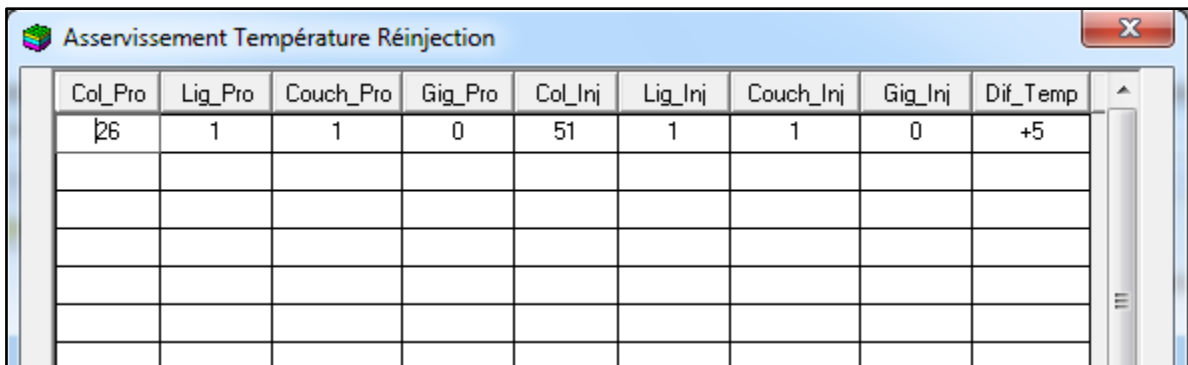 Asservissement Température Réinjection
Col_Pro Lig_Pro Couch_Pro Gig_Pro Col_Inj Lig_Inj Couch_Inj Gig_Inj Dif_Temp
26 1 1 0 51 1 1 0 +5